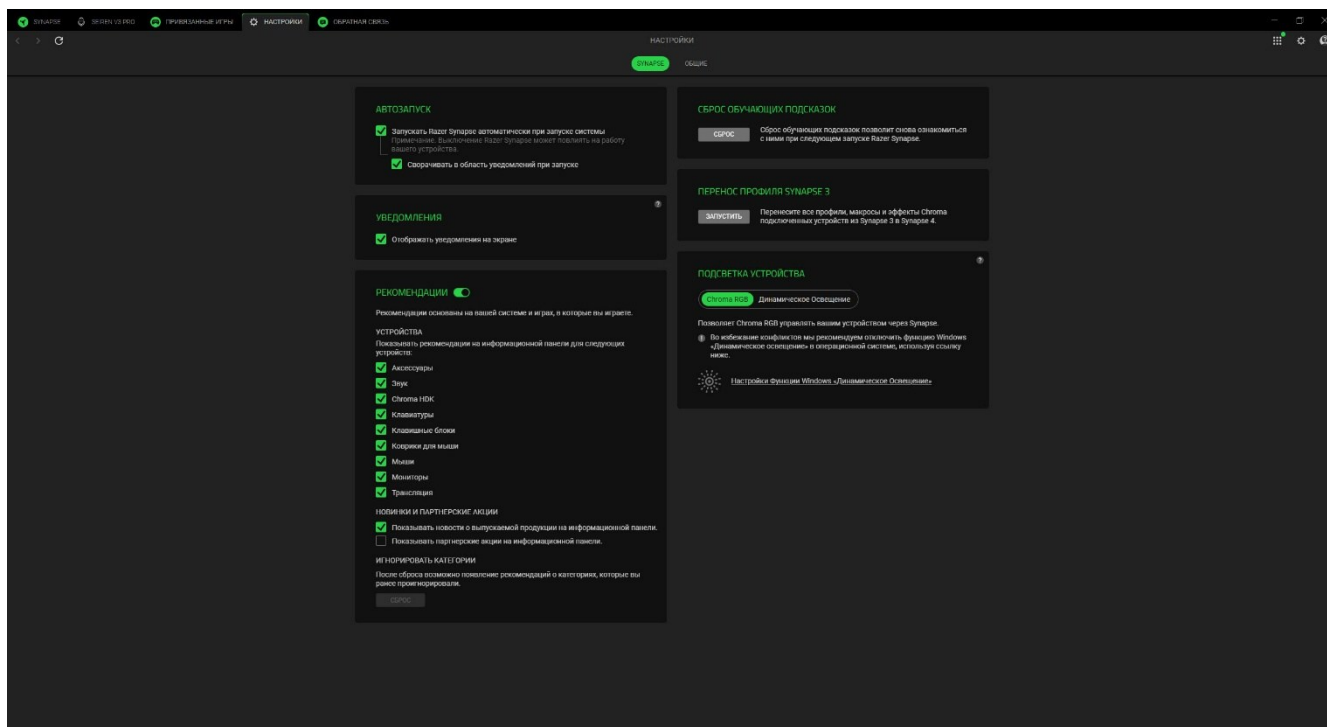 SYNAPSE
SEIREN V3 PRO
ПРИВЯЗАННЫЕ ИГРЫ
НАСТРОЙКИ
ОБРАТНАЯ СВЯЗЬ
НАСТРОЙКИ
SYNAPSE
ОБЩИЕ
АВТОЗАПУСК
Запускать Razer Synapse автоматически при запуске системы
Примечание. Выключение Razer Synapse может повлиять на работу
вашего устройства.
Сворачивать в область уведомлений при запуске
УВЕДОМЛЕНИЯ
Отображать уведомления на экране
РЕКОМЕНДАЦИИ
Рекомендации основаны на вашей системе и играх, в которые вы играете.
УСТРОЙСТВА
Показывать рекомендации на информационной панели для следующих
устройств:
Аксессуары
Звук
Chroma HDK
Клавиатуры
Клавишные блоки
Коврики для мыши
Мыши
Мониторы
Трансляция
НОВИНКИ И ПАРТНЕРСКИЕ АКЦИИ
Показывать новости о выпускаемой продукции на информационной панели.
Показывать партнерские акции на информационной панели.
ИГНОРИРОВАТЬ КАТЕГОРИИ
После сброса возможно появление рекомендаций о категориях, которые вы
ранее проигнорировали.
СБРОС
СБРОС ОБУЧАЮЩИХ ПОДСКАЗОК
СБРОС
Сброс обучающих подсказок позволит снова ознакомиться
с ними при следующем запуске Razer Synapse.
ПЕРЕНОС ПРОФИЛЯ SYNAPSE 3
ЗАПУСТИТЬ
Перенесите все профили, макросы и эффекты Chroma
подключенных устройств из Synapse 3 в Synapse 4.
ПОДСВЕТКА УСТРОЙСТВА
Chroma RGB
Динамическое Освещение
Позволяет Chroma RGB управлять вашим устройством через Synapse.
Во избежание конфликтов мы рекомендуем отключить функцию Windows
«Динамическое освещение» в операционной системе, используя ссылку
ниже.
Настройки Функции Windows «Динамическое Освещение»